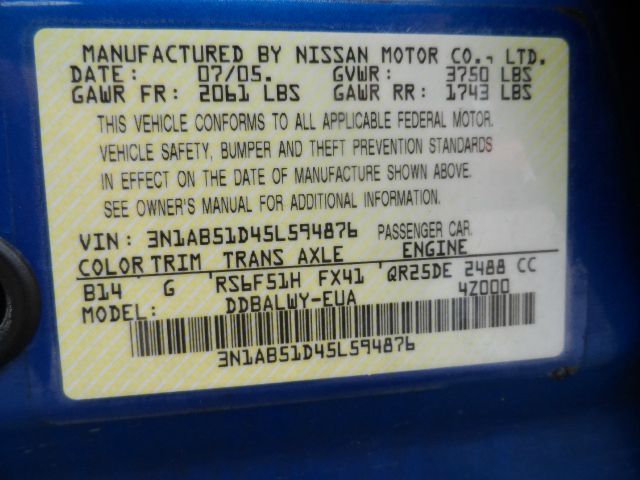 MANUFACTURED BY NISSAN MOTOR CO., LTD.
DATE: 07/05. GVWR: 3750 LBS
GAWR FR: 2061 LBS GAWR RR: 1743 LBS
THIS VEHICLE CONFORMS TO ALL APPLICABLE FEDERAL MOTOR.
VEHICLE SAFETY, BUMPER AND THEFT PREVENTION STANDARDS
IN EFFECT ON THE DATE OF MANUFACTURE SHOWN ABOVE.
SEE OWNER'S MANUAL FOR ADDITIONAL INFORMATION.
VIN: 3N1AB51D45L594876 PASSENGER CAR.
COLOR TRIM TRANS AXLE ENGINE
B14 G RS6F51H FX41 QR25DE 2488 CC
MODEL: DDBALWY-EUA 4Z000
3N1AB51D45L594876